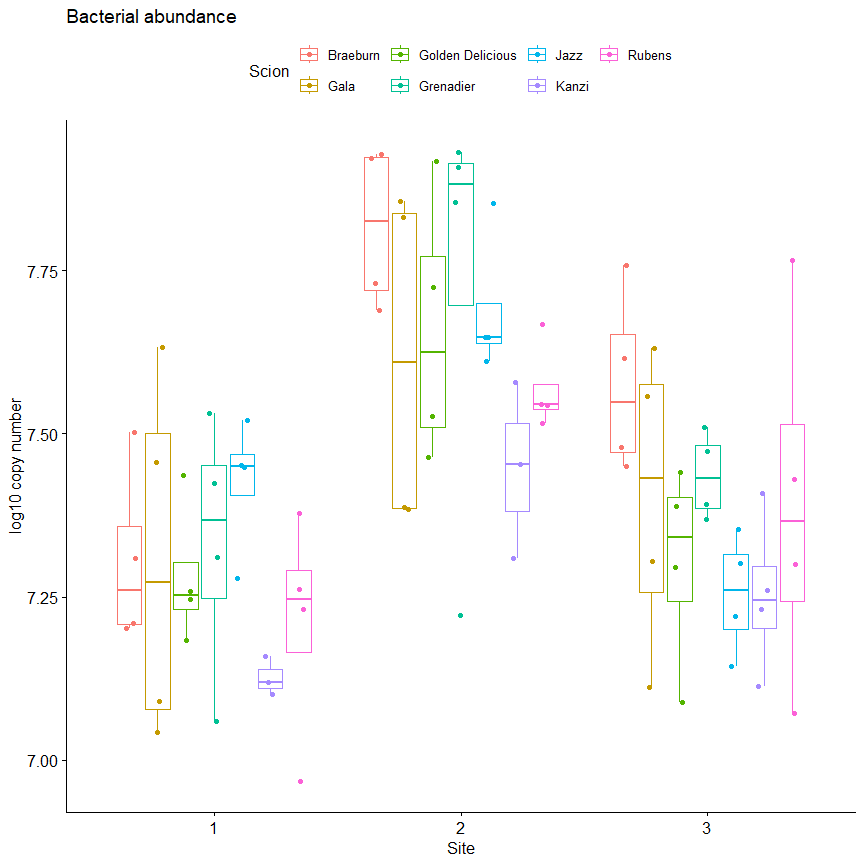 Bacterial abundance
Scion
Braeburn
Golden Delicious
Jazz
Rubens
Gala
Grenadier
Kanzi
log10 copy number
7.75
7.50
7.25
7.00
1
2
3
Site